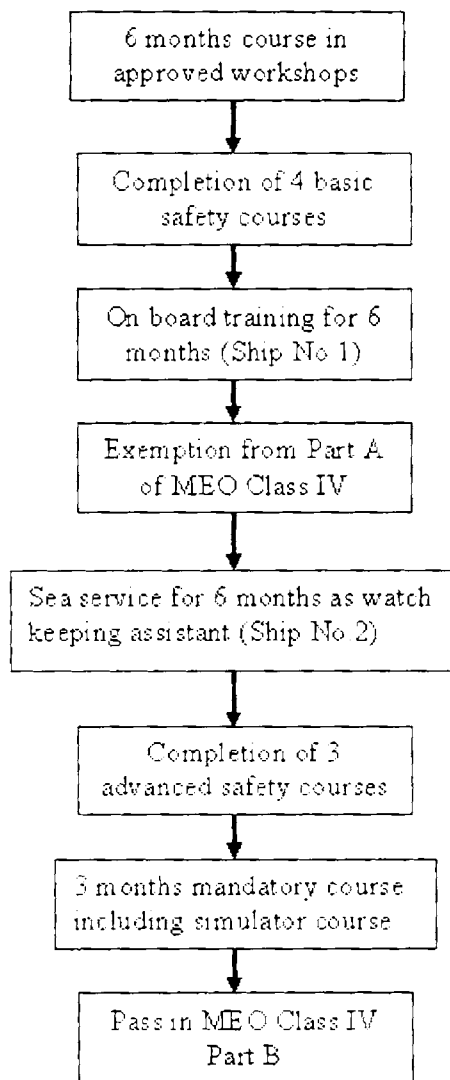 6 months course in
approved workshops
Completion of 4 basic
safety courses
On board training for 6
months (Ship No 1)
Exemption from Part A
of MEO Class IV
Sea service for 6 months as watch
keeping assistant (Ship No 2)
Completion of 3
advanced safety courses
3 months mandatory course
including simulator course
Pass in MEO Class IV
Part B